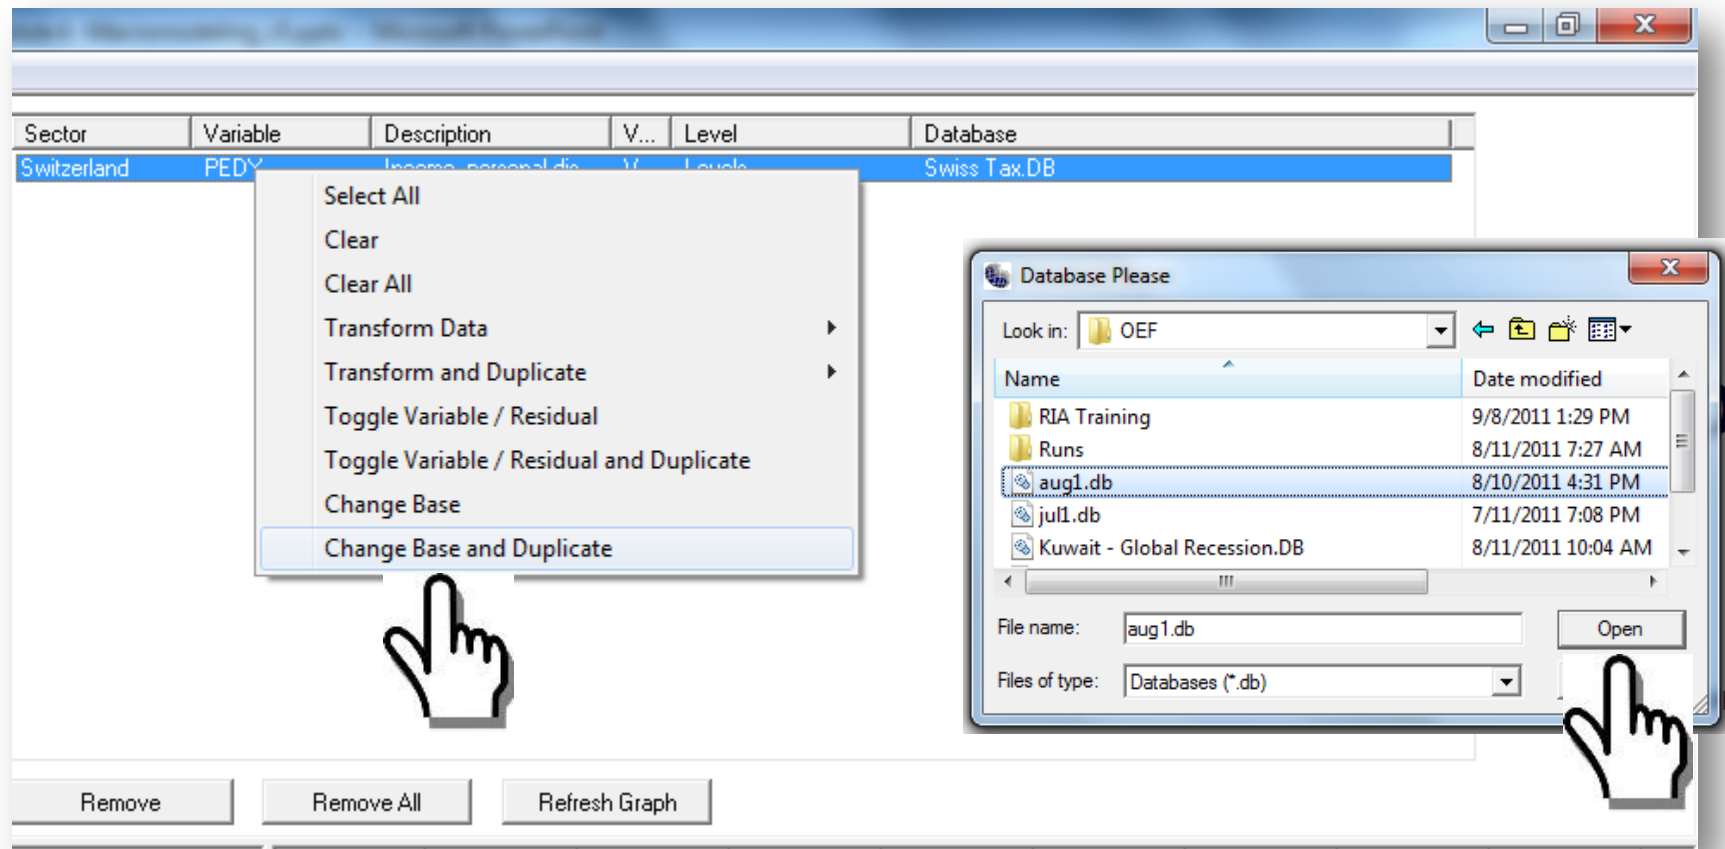 Sector Variable Description V... Level Database
Switzerland PEDY Income, personal dis Levels Swiss Tax.DB
Select All
Clear
Clear All
Transform Data
Transform and Duplicate
Toggle Variable / Residual
Toggle Variable / Residual and Duplicate
Change Base
Change Base and Duplicate
Database Please
Look in: OEF
Name Date modified
RIA Training 9/8/2011 1:29 PM
Runs 8/11/2011 7:27 AM
aug1.db 8/10/2011 4:31 PM
jul1.db 7/11/2011 7:08 PM
Kuwait - Global Recession.DB 8/11/2011 10:04 AM
File name: aug1.db Open
Files of type: Databases (*.db)
Remove Remove All Refresh Graph